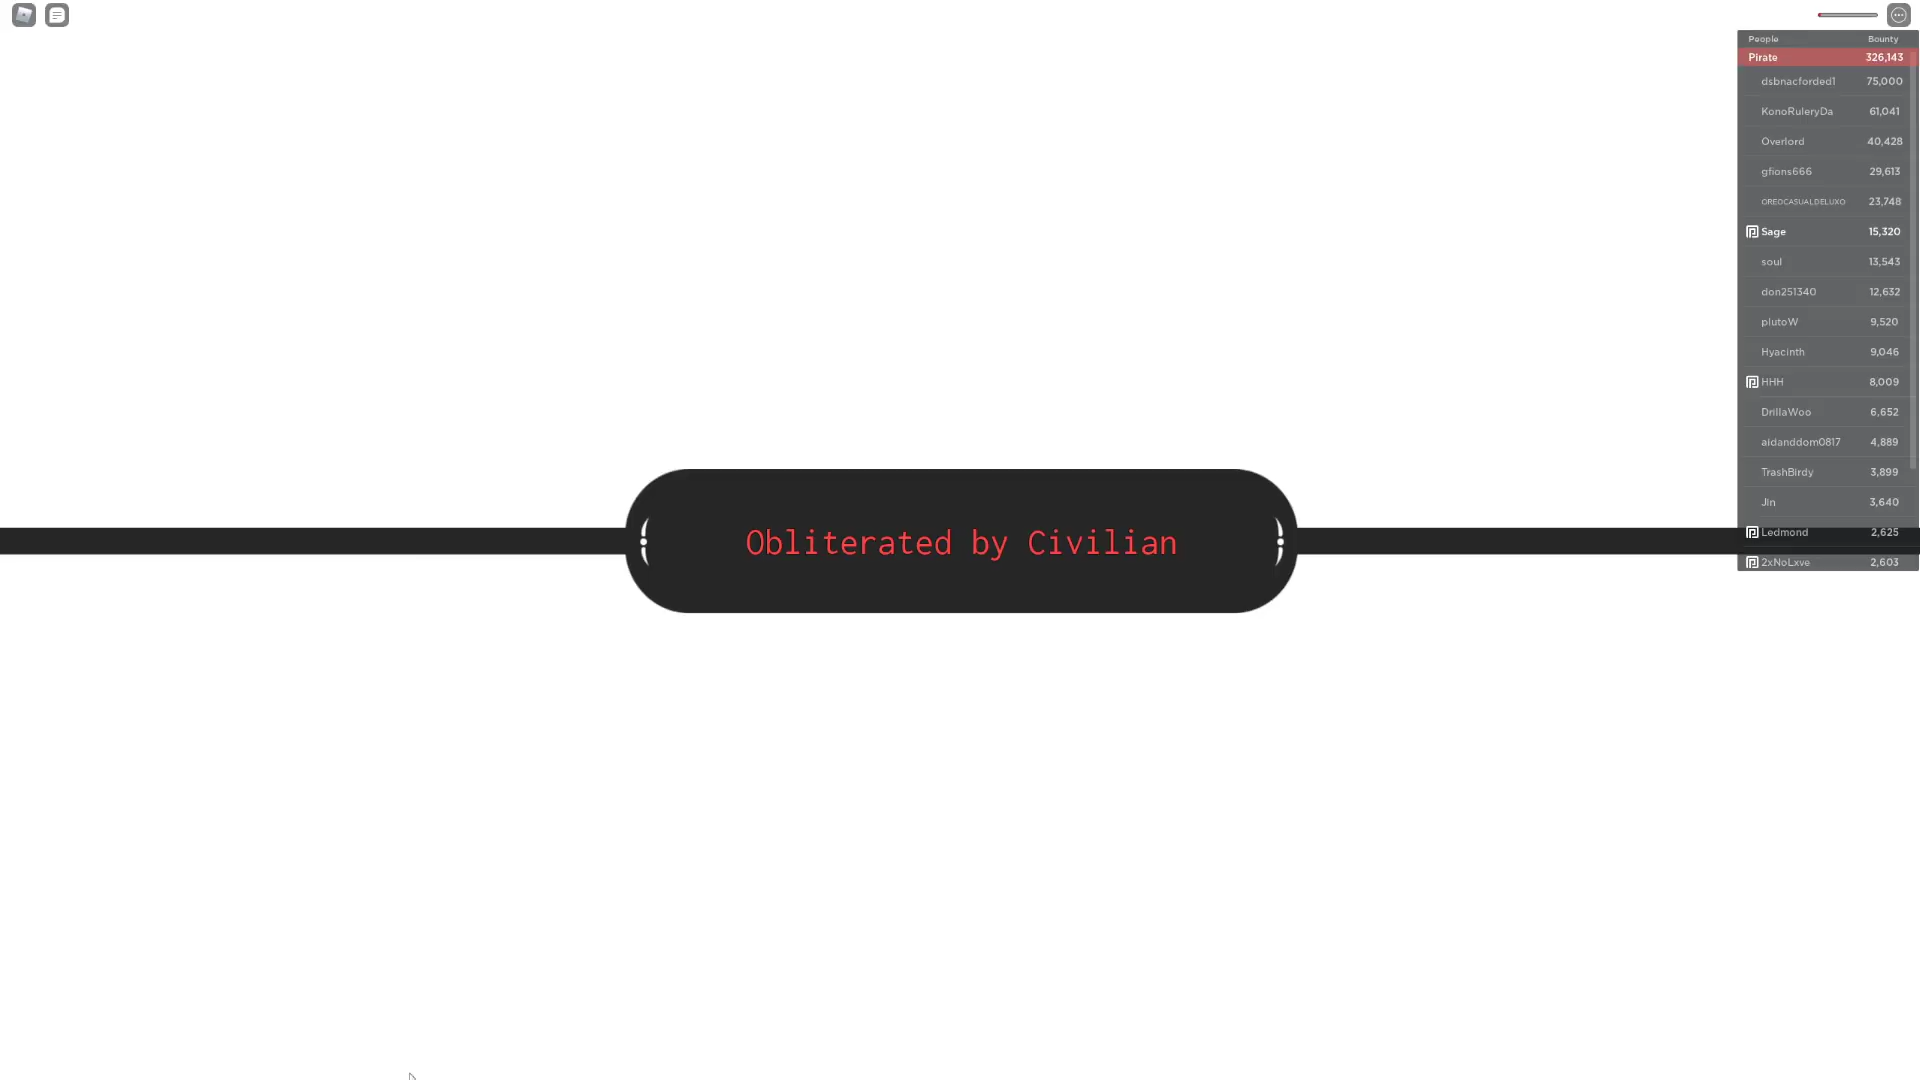 People Bounty
Pirate 326,143
dsbnacforded1 75,000
KonoRuleryDa 61,041
Overlord 40,428
gfions666 29,613
OREOCASUALDELUXO 23,748
Sage 15,320
soul 13,543
don251340 12,632
plutoW 9,520
Hyacinth 9,046
HHH 8,009
DrillaWoo 6,652
aidanddom0817 4,889
TrashBirdy 3,899
Jin 3,640
Obliterated by Civilian
Ledmond 2,625
2xNoLxve 2,603